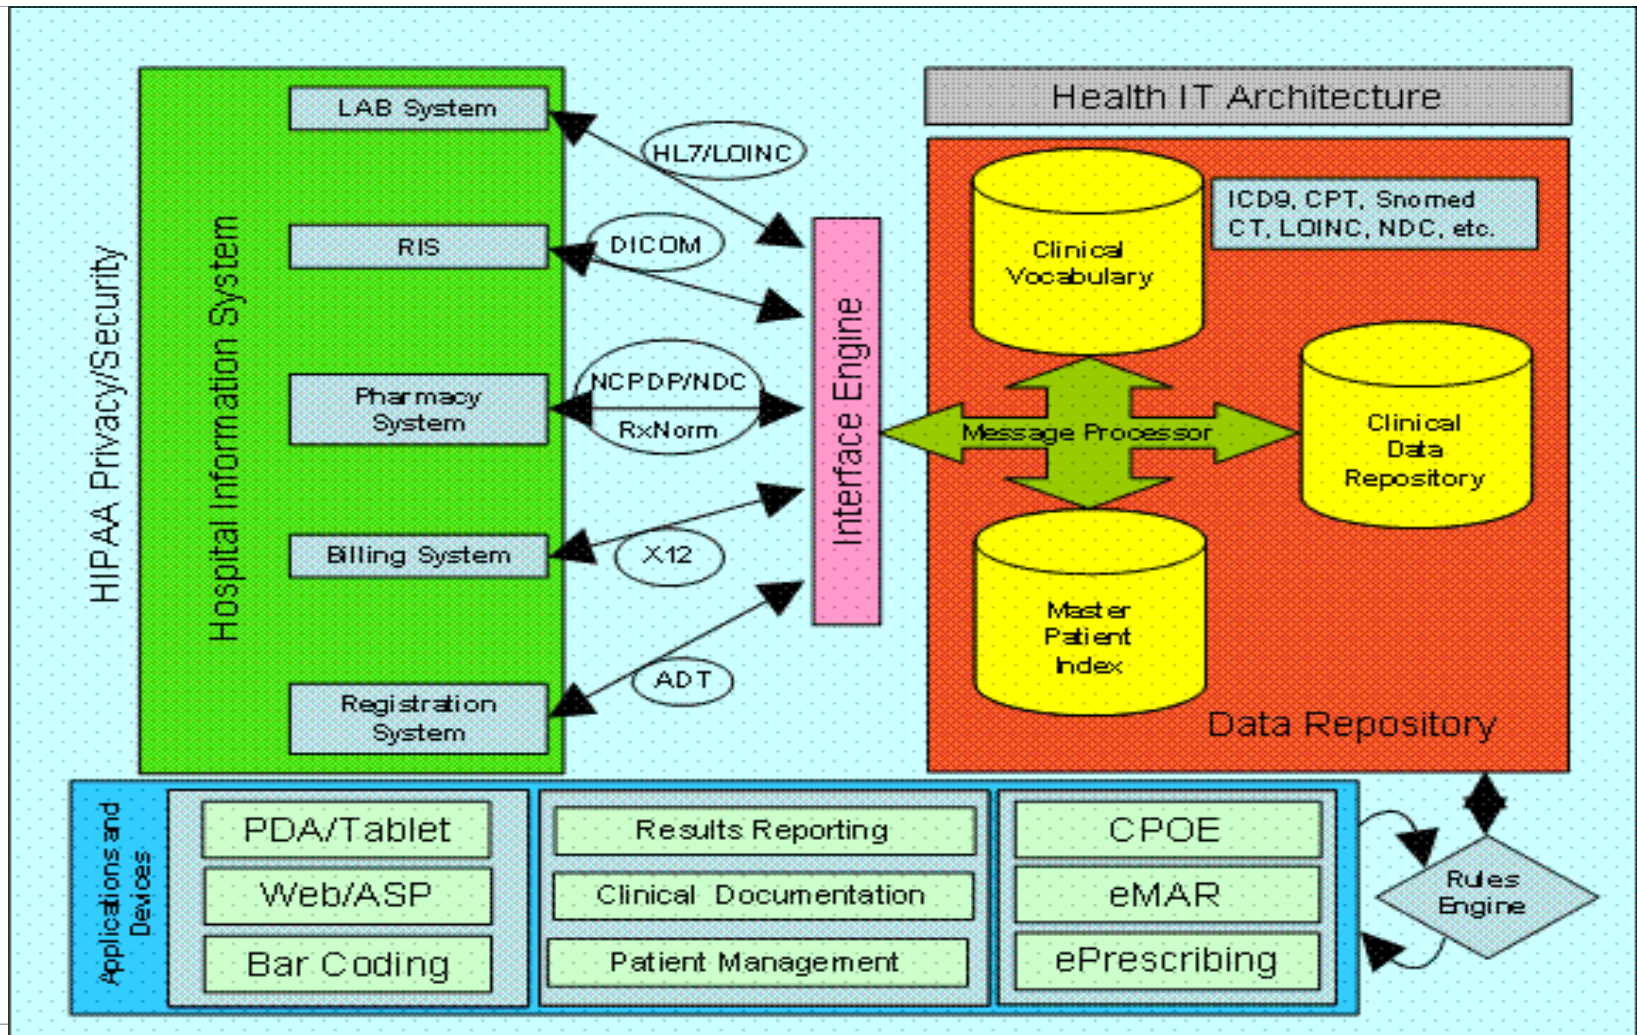 HIPAA Privacy/Security
Hospital Information System
LAB System
RIS
Pharmacy
System
Billing System
Registration
System
HL7/LOINC
DICOM
NCPDP/NDC
RxNorm
X12
ADT
Interface Engine
Health IT Architecture
Clinical
Vocabulary
ICD9, CPT, Snomed
CT, LOINC, NDC, etc.
Message Processor
Clinical
Data
Repository
Master
Patient
Index
Data Repository
Applications and
Devices
PDA/Tablet
Web/ASP
Bar Coding
Results Reporting
Clinical Documentation
Patient Management
CPOE
eMAR
ePrescribing
Rules
Engine